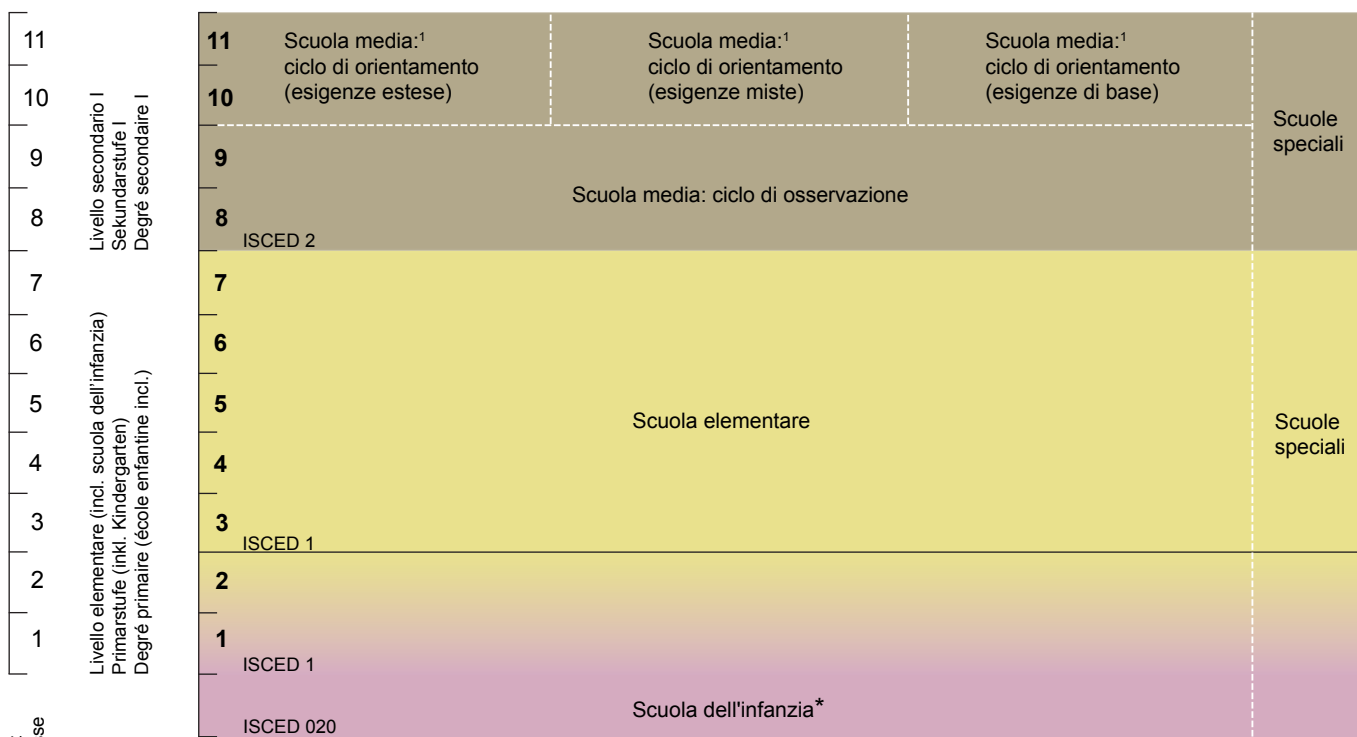 11
10
9
8
7
6
5
4
3
2
1
Livello secondario I
Sekundarstufe I
Degré secondaire I
Livello elementare (incl. scuola dell'infanzia)
Primarstufe (inkl. Kindergarten)
Degré primaire (école enfantine incl.)
11
10
9
8
7
6
5
4
3
2
1
Scuola media:¹
ciclo di orientamento
(esigenze estese)
Scuola media:¹
ciclo di orientamento
(esigenze miste)
Scuola media:¹
ciclo di orientamento
(esigenze di base)
Scuole
speciali
Scuola media: ciclo di osservazione
ISCED 2
Scuola elementare
Scuole
speciali
ISCED 1
ISCED 1
Scuola dell'infanzia*
ISCED 020